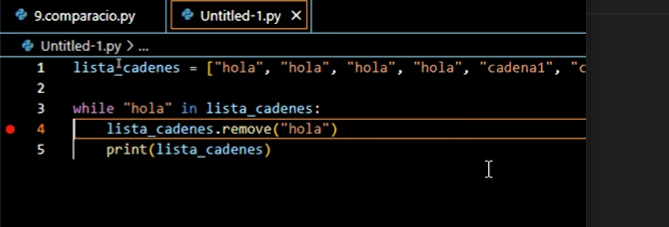 9.comparacio.py Untitled-1.py ×
Untitled-1.py > ...
1 lista_cadenes = ["hola", "hola", "hola", "hola", "cadena1", "c
2
3 while "hola" in lista_cadenes:
4 lista_cadenes.remove("hola")
5 print(lista_cadenes)